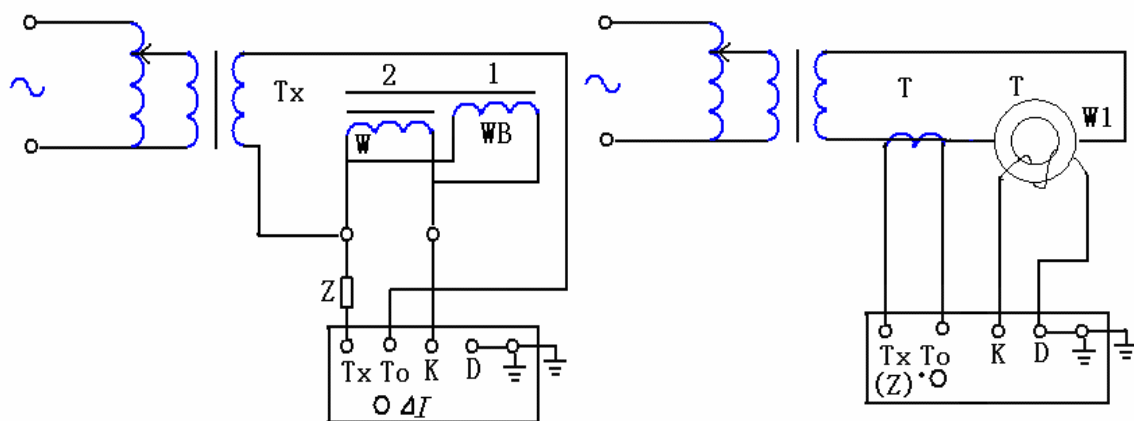 Tx
2
1
W
WB
Z
Tx To K D
ΔI
T
T
W1
Tx To K D
(Z)